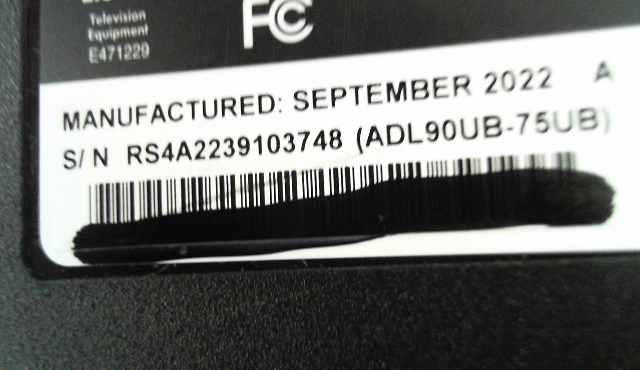 Television
Equipment
E471229
FC
MANUFACTURED: SEPTEMBER 2022 A
S/N RS4A2239103748 (ADL90UB-75UB)